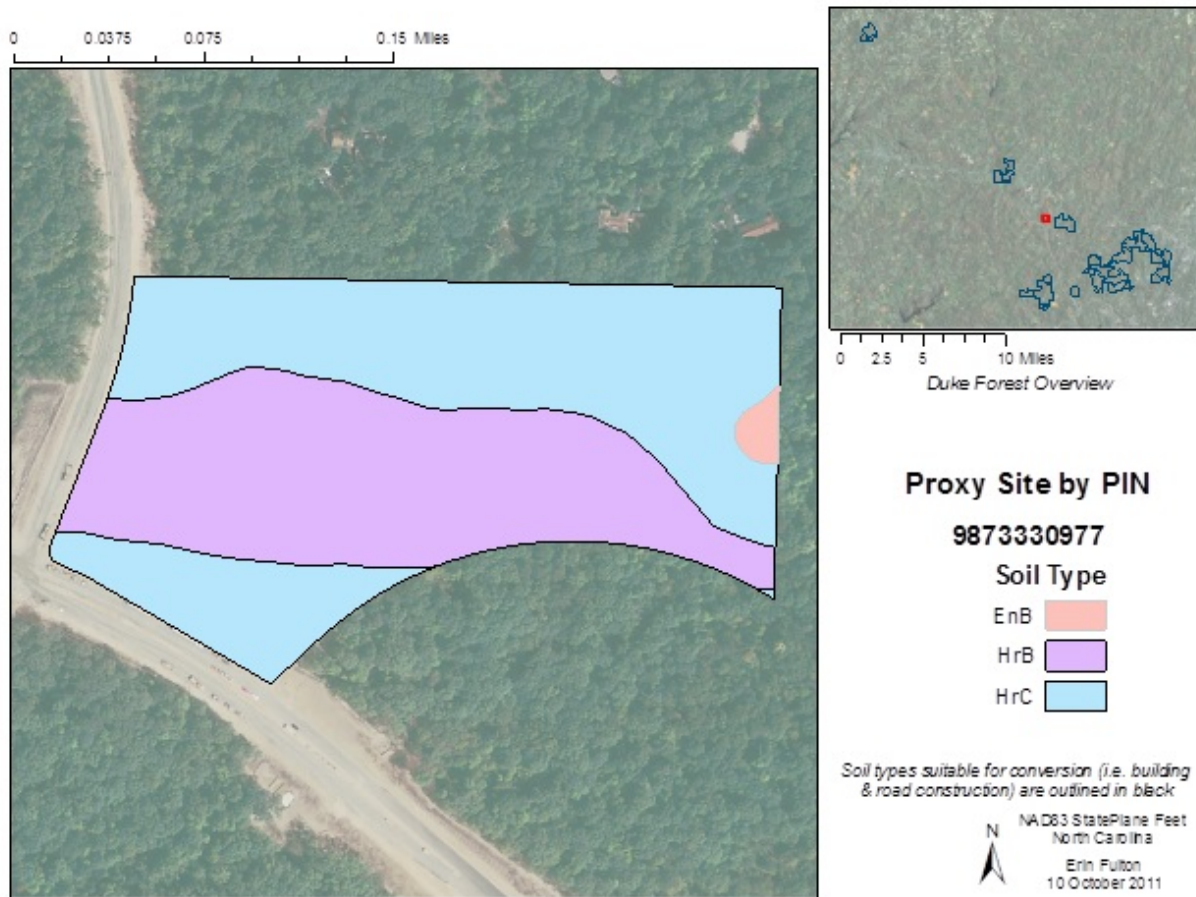 0 0.0375 0.075 0.15 Miles
0 2.5 5 10 Miles
Duke Forest Overview
Proxy Site by PIN
9873330977
Soil Type
EnB
HrB
HrC
Soil types suitable for conversion (i.e. building
& road construction) are outlined in black
N
NAD83 StatePlane Feet
North Carolina
Erin Fulton
10 October 2011